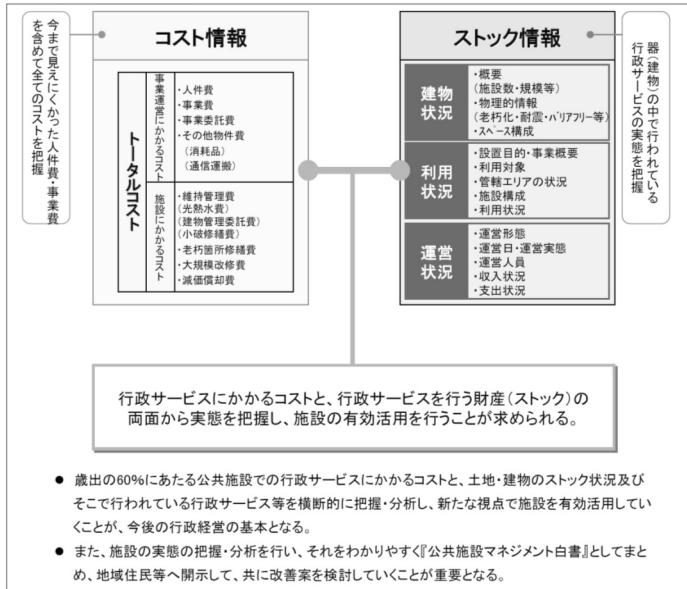 今まで見えにくかった人件費・事業費
を含めて全てのコストを把握
コスト情報
トータルコスト
事業運営にかかるコスト
・人件費
・事業費
・事業委託費
・その他物件費
(消耗品)
(通信運搬)
施設にかかるコスト
・維持管理費
(光熱水費)
(建物管理委託費)
(小破修繕費)
・老朽箇所修繕費
・大規模改修費
・減価償却費
ストック情報
建物
状況
・概要
(施設数・規模等)
・物理的情報
(老朽化・耐震・バリアフリー等)
・スペース構成
利用
状況
・設置目的・事業概要
・利用対象
・管轄エリアの状況
・施設構成
・利用状況
運営
状況
・運営形態
・運営日・運営実態
・運営人員
・収入状況
・支出状況
器(建物)の中で行われている
行政サービスの実態を把握
行政サービスにかかるコストと、行政サービスを行う財産(ストック)の
両面から実態を把握し、施設の有効活用を行うことが求められる。
● 歳出の60%にあたる公共施設での行政サービスにかかるコストと、土地・建物のストック状況及び
そこで行われている行政サービス等を横断的に把握・分析し、新たな視点で施設を有効活用してい
くことが、今後の行政経営の基本となる。
● また、施設の実態の把握・分析を行い、それをわかりやすく『公共施設マネジメント白書』としてまと
め、地域住民等へ開示して、共に改善案を検討していくことが重要となる。